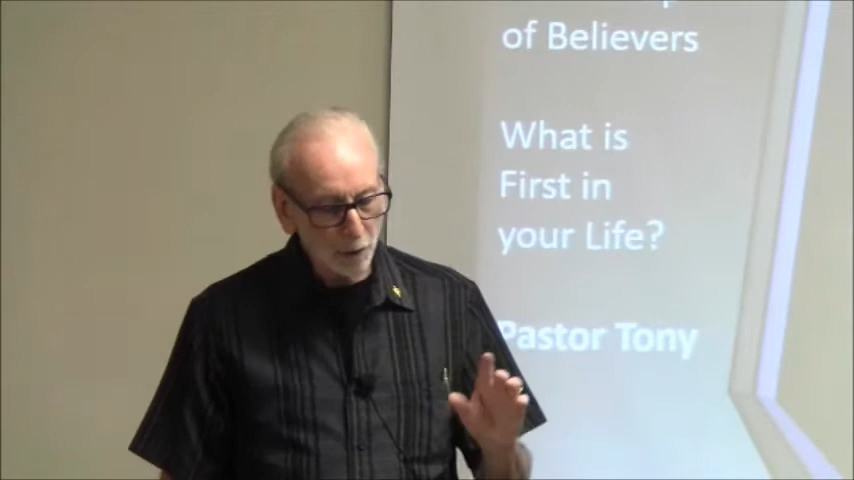 of Believers
What is
First in
your Life?
Pastor Tony